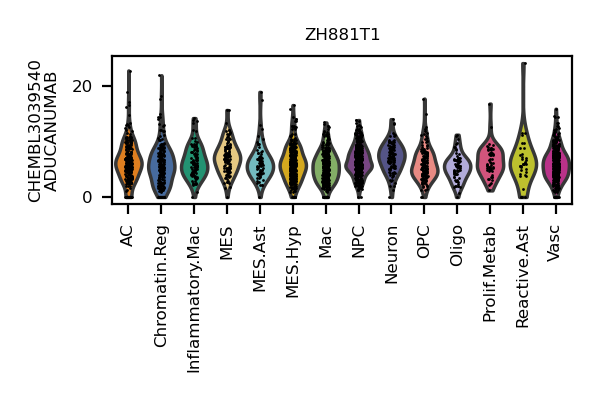 ZH881T1
CHEMBL3039540
ADUCANUMAB
20
0
AC
Chromatin.Reg
Inflammatory.Mac
MES
MES.Ast
MES.Hyp
Mac
NPC
Neuron
OPC
Oligo
Prolif.Metab
Reactive.Ast
Vasc